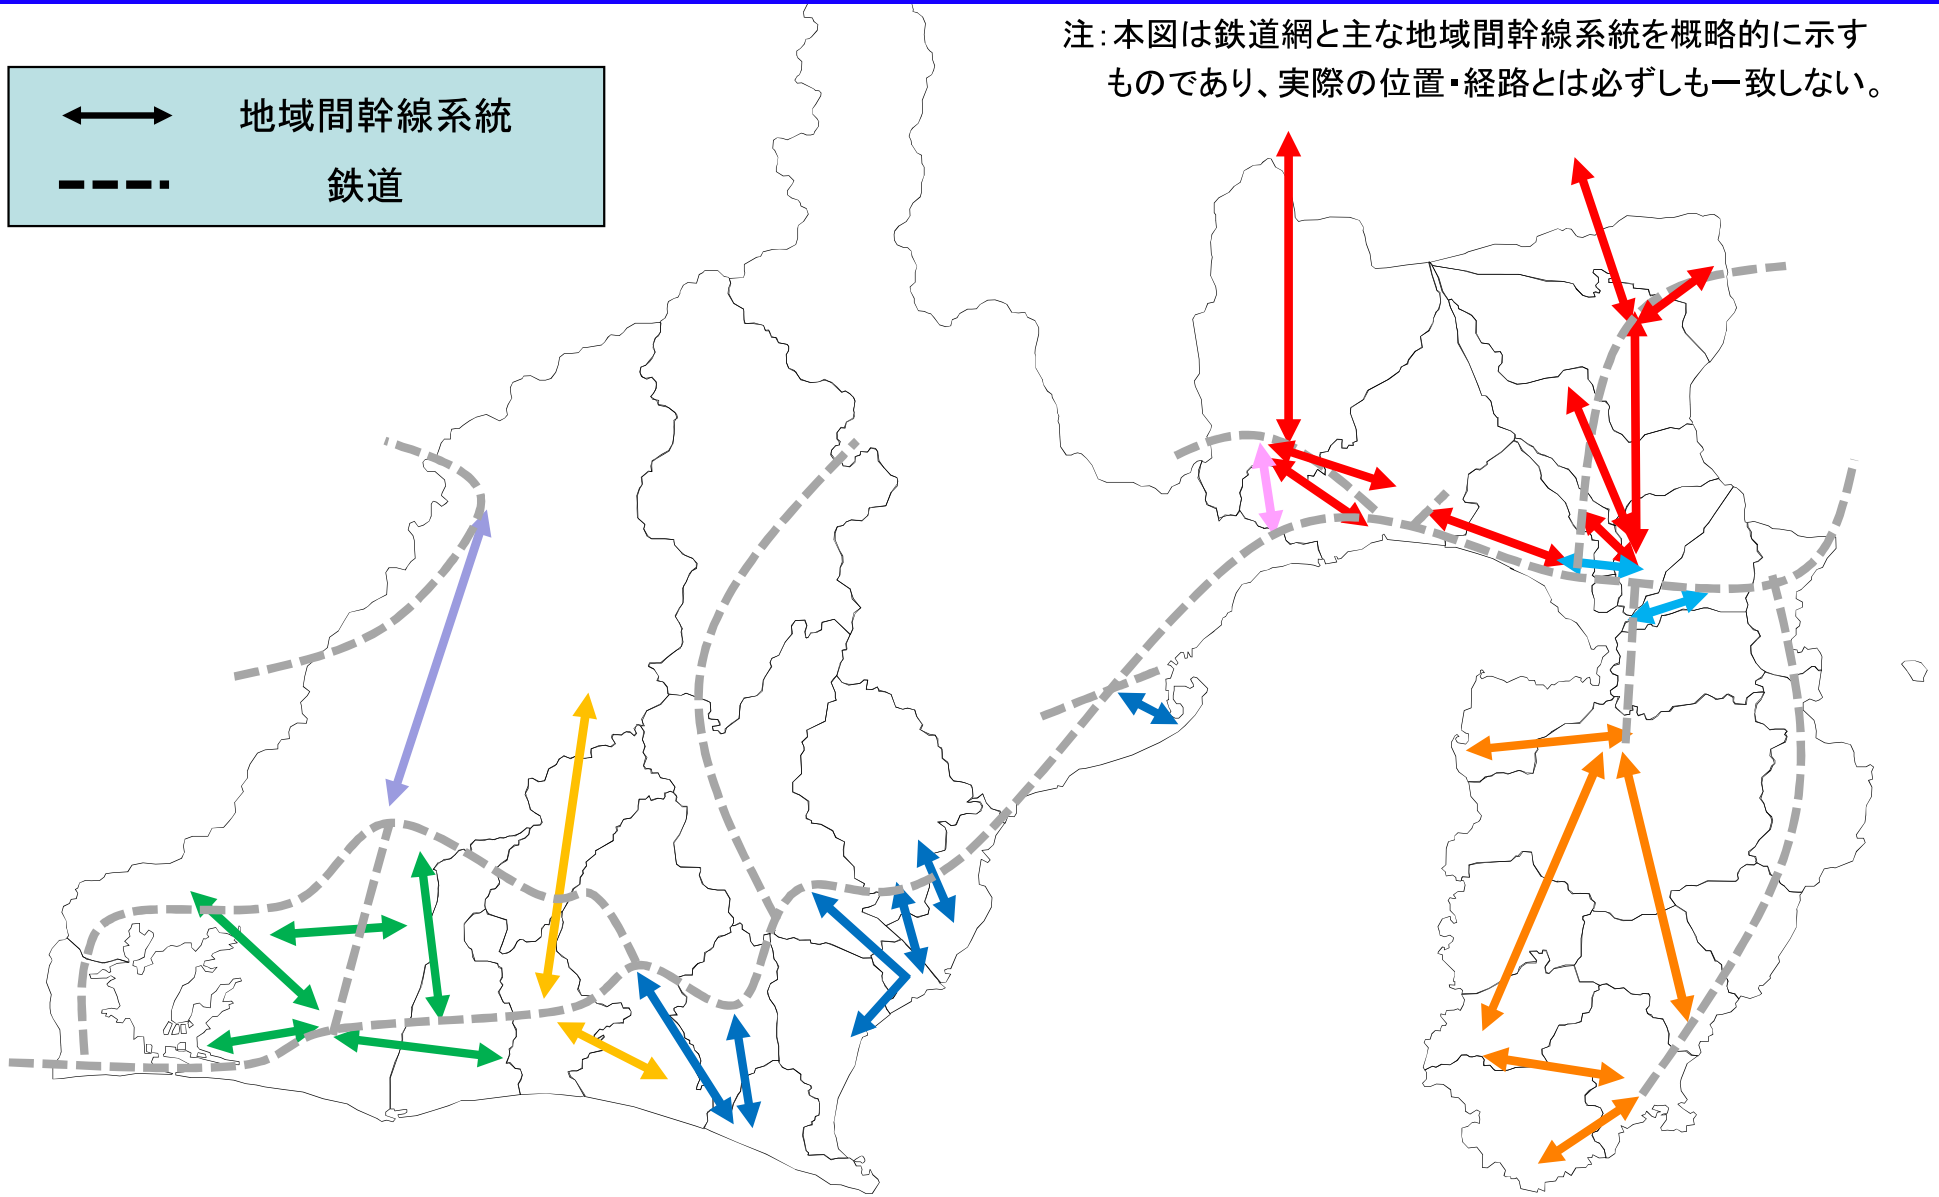 注：本図は鉄道網と主な地域間幹線系統を概略的に示す
ものであり、実際の位置・経路とは必ずしも一致しない。
地域間幹線系統
鉄道